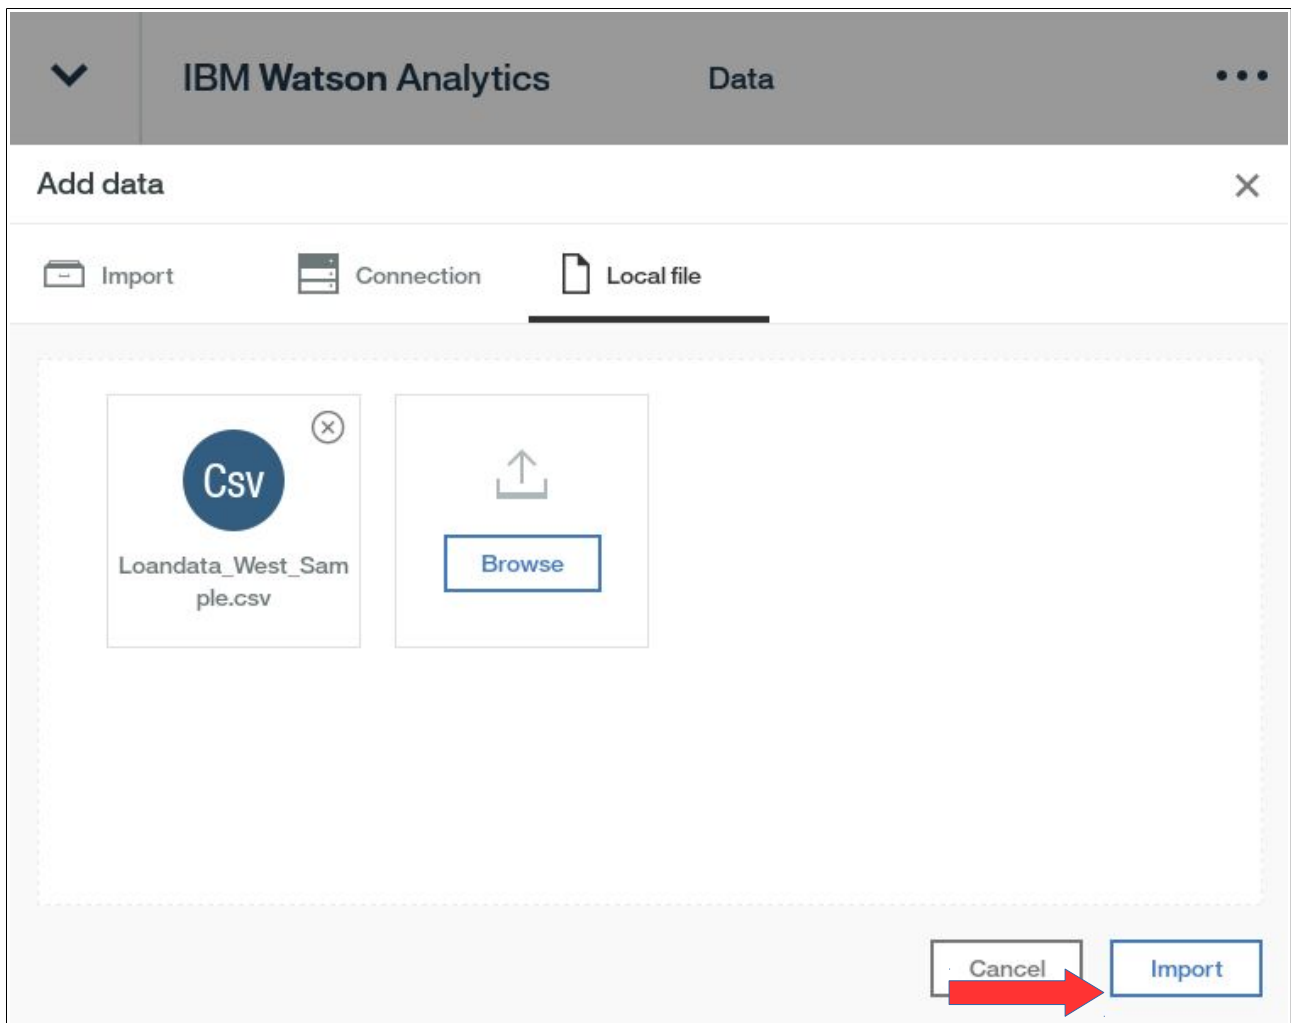 IBM Watson Analytics
Data
Add data
Import
Connection
Local file
Csv
Loandata_West_Sam
ple.csv
Browse
Cancel
Import